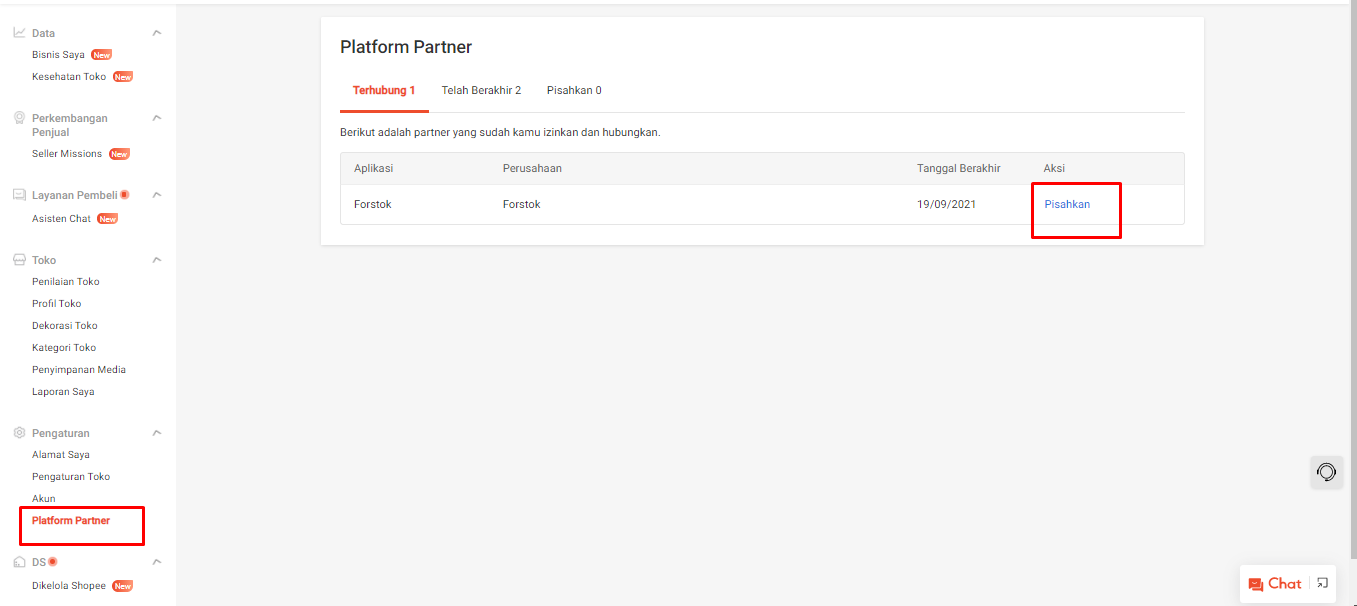 Data
Bisnis Saya New
Kesehatan Toko New
Perkembangan
Penjual
Seller Missions New
Layanan Pembeli
Asisten Chat New
Toko
Penilaian Toko
Profil Toko
Dekorasi Toko
Kategori Toko
Penyimpanan Media
Laporan Saya
Pengaturan
Alamat Saya
Pengaturan Toko
Akun
Platform Partner
DS
Dikelola Shopee New
Platform Partner
Terhubung 1 Telah Berakhir 2 Pisahkan 0
Berikut adalah partner yang sudah kamu izinkan dan hubungkan.
Aplikasi Perusahaan Tanggal Berakhir Aksi
Forstok Forstok 19/09/2021 Pisahkan
Chat